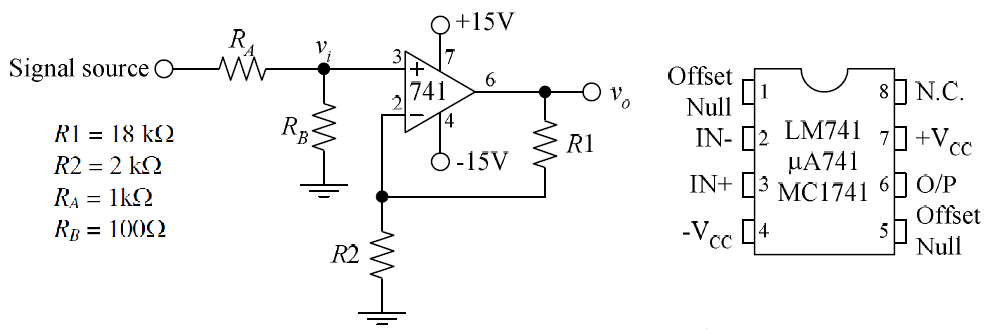 Signal source
R_A
v_i
R_B
R1 = 18 kΩ
R2 = 2 kΩ
R_A = 1kΩ
R_B = 100Ω
+15V
3
+
7
741
6
2
−
4
-15V
v_o
R1
R2
Offset
Null
1
8
N.C.
IN-
2
LM741
7
+V_CC
µA741
IN+
3
MC1741
6
O/P
-V_CC
4
5
Offset
Null